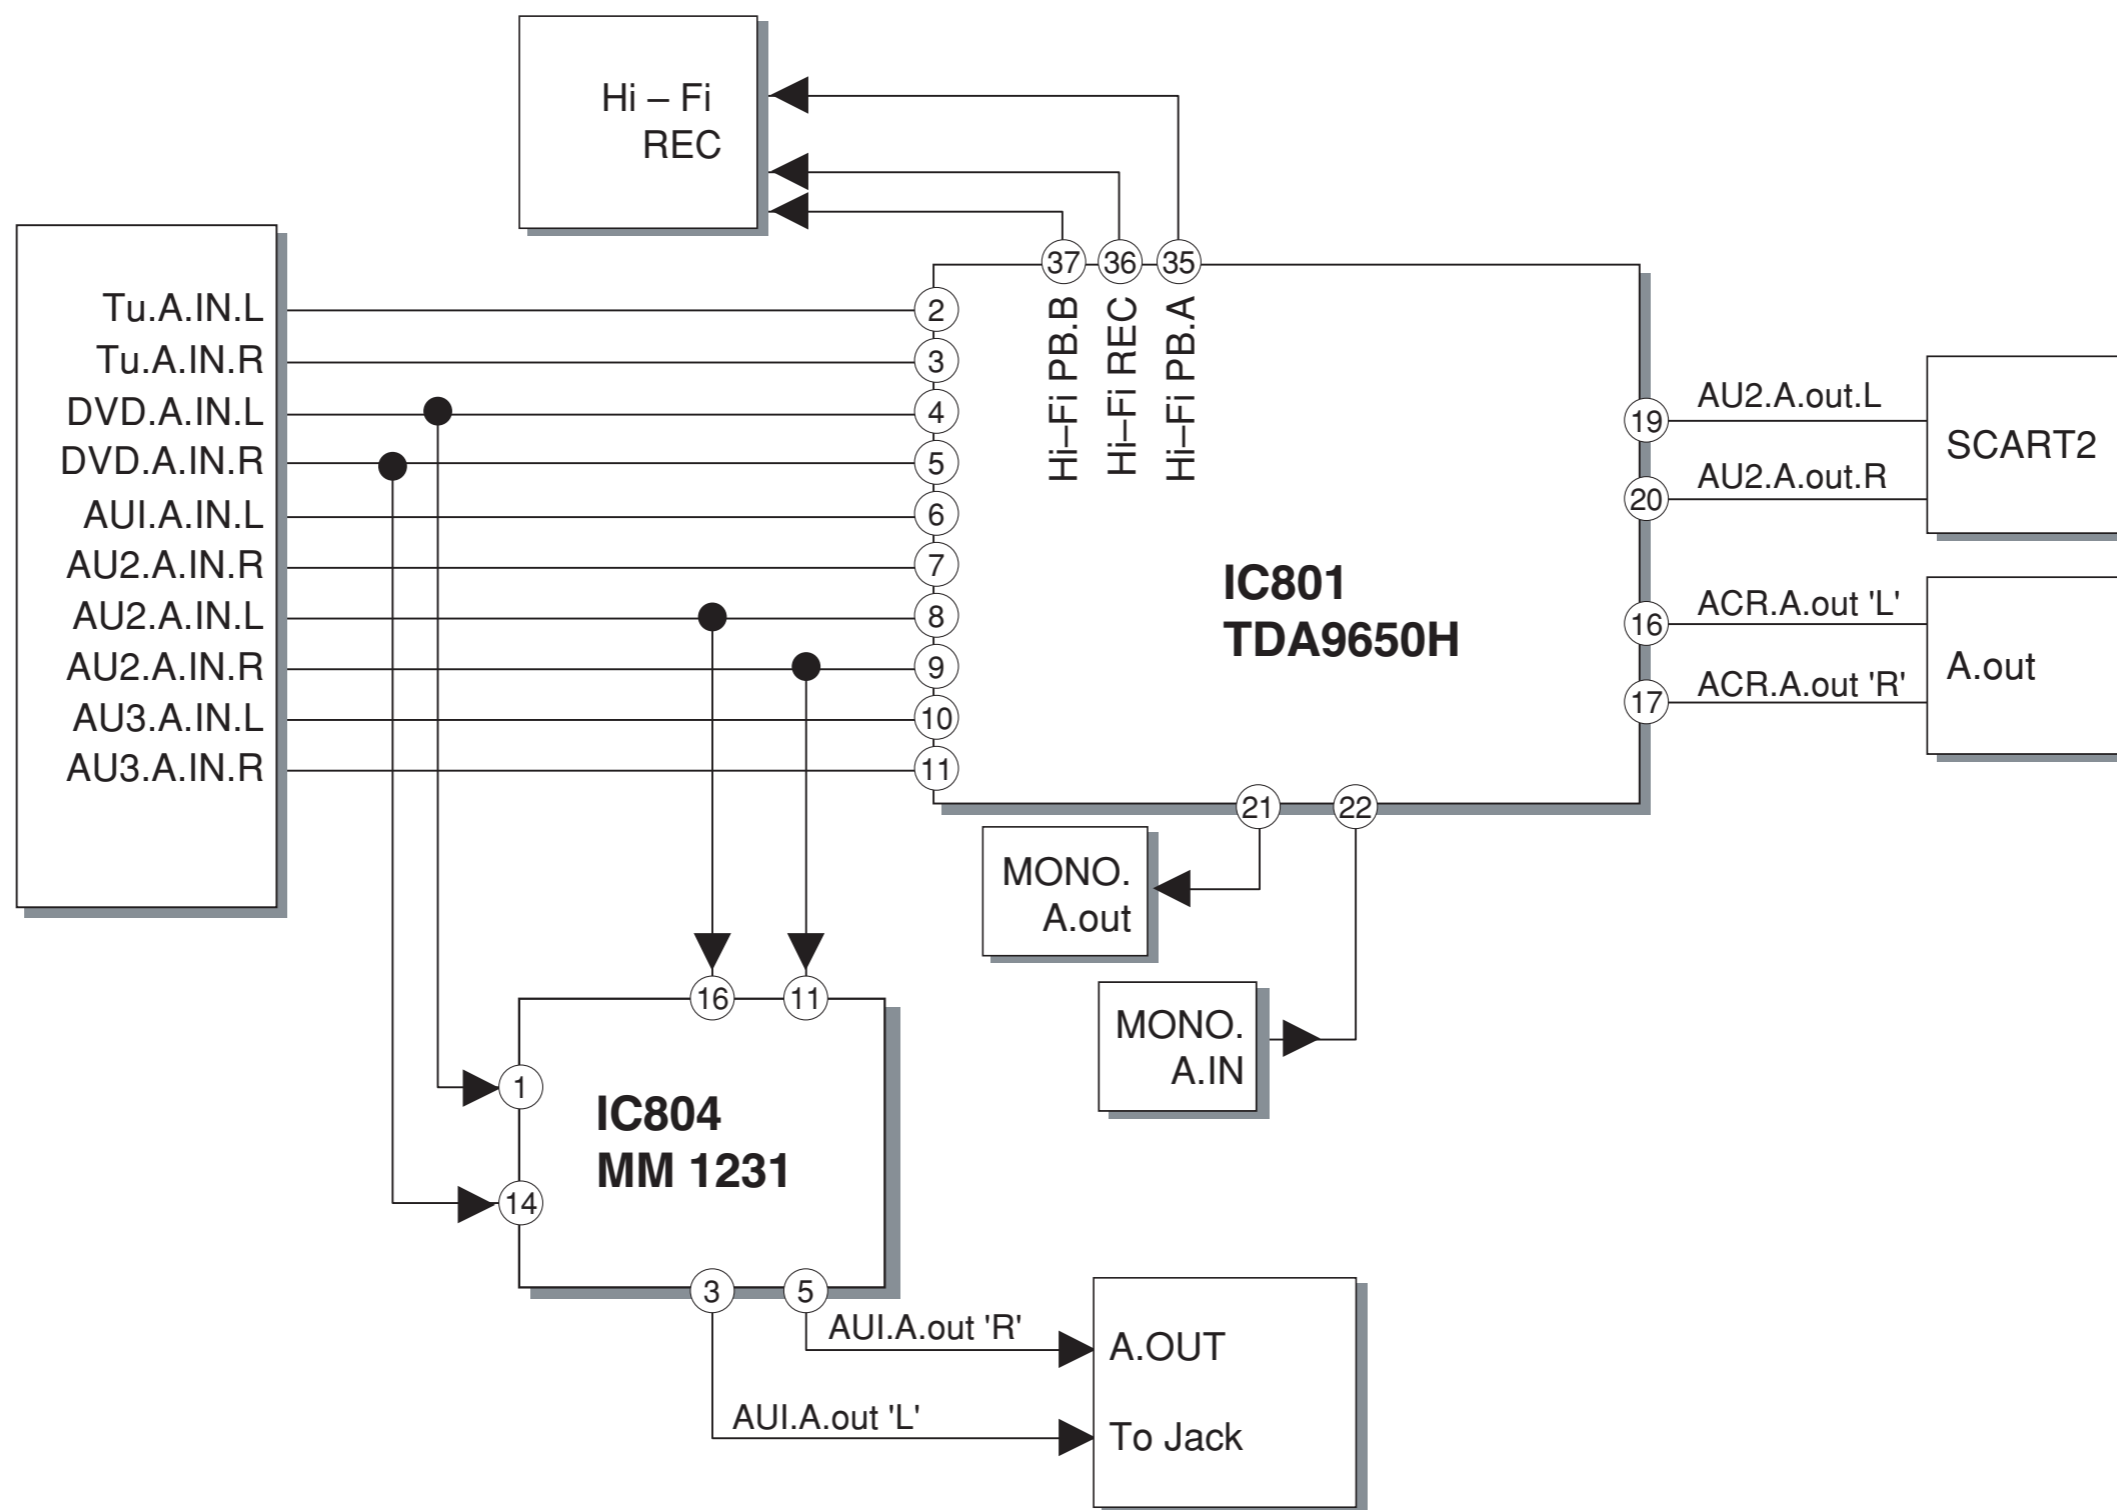 Hi – Fi
REC
37
36
35
Hi–Fi PB.B
Hi–Fi REC
Hi–Fi PB.A
Tu.A.IN.L
2
Tu.A.IN.R
3
DVD.A.IN.L
4
DVD.A.IN.R
5
AUI.A.IN.L
6
AU2.A.IN.R
7
AU2.A.IN.L
8
AU2.A.IN.R
9
AU3.A.IN.L
10
AU3.A.IN.R
11
IC801
TDA9650H
19
AU2.A.out.L
20
AU2.A.out.R
SCART2
16
ACR.A.out 'L'
17
ACR.A.out 'R'
A.out
21
22
MONO.
A.out
MONO.
A.IN
16
11
1
14
IC804
MM 1231
3
5
AUI.A.out 'R'
AUI.A.out 'L'
A.OUT
To Jack